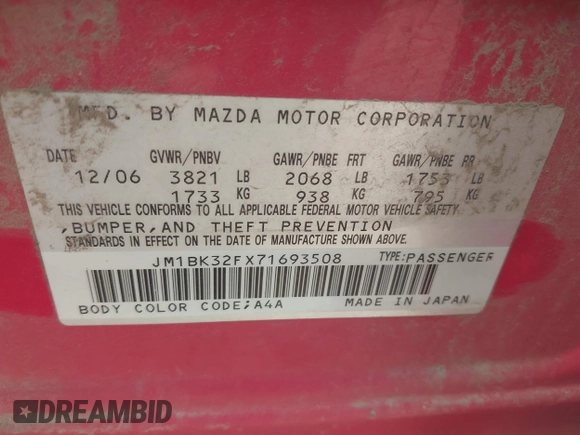 MFD. BY MAZDA MOTOR CORPORATION
DATE GVWR/PNBV GAWR/PNBE FRT GAWR/PNBE RR
12/06 3821 LB 2068 LB 1753 LB
1733 KG 938 KG 795 KG
THIS VEHICLE CONFORMS TO ALL APPLICABLE FEDERAL MOTOR VEHICLE SAFETY
,BUMPER,AND THEFT PREVENTION
STANDARDS IN EFFECT ON THE DATE OF MANUFACTURE SHOWN ABOVE.
JM1BK32FX71693508 TYPE:PASSENGER
BODY COLOR CODE;A4A MADE IN JAPAN
DREAMBID